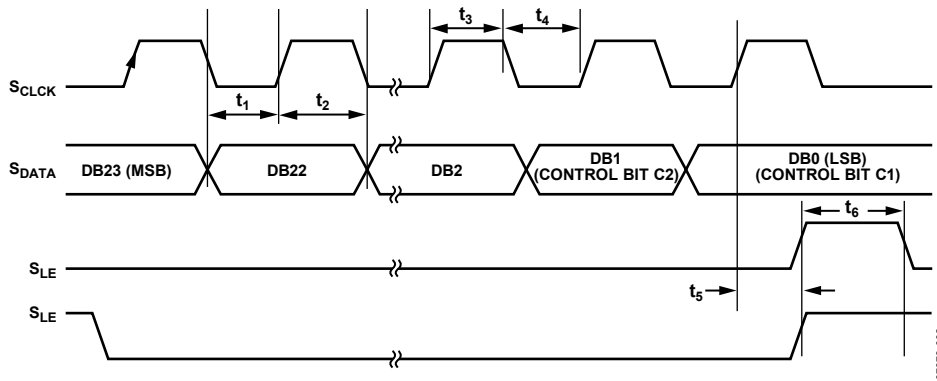 t3
t4
SCLCK
t1
t2
SDATA
DB23 (MSB)
DB22
DB2
DB1
(CONTROL BIT C2)
DB0 (LSB)
(CONTROL BIT C1)
t6
SLE
t5
SLE